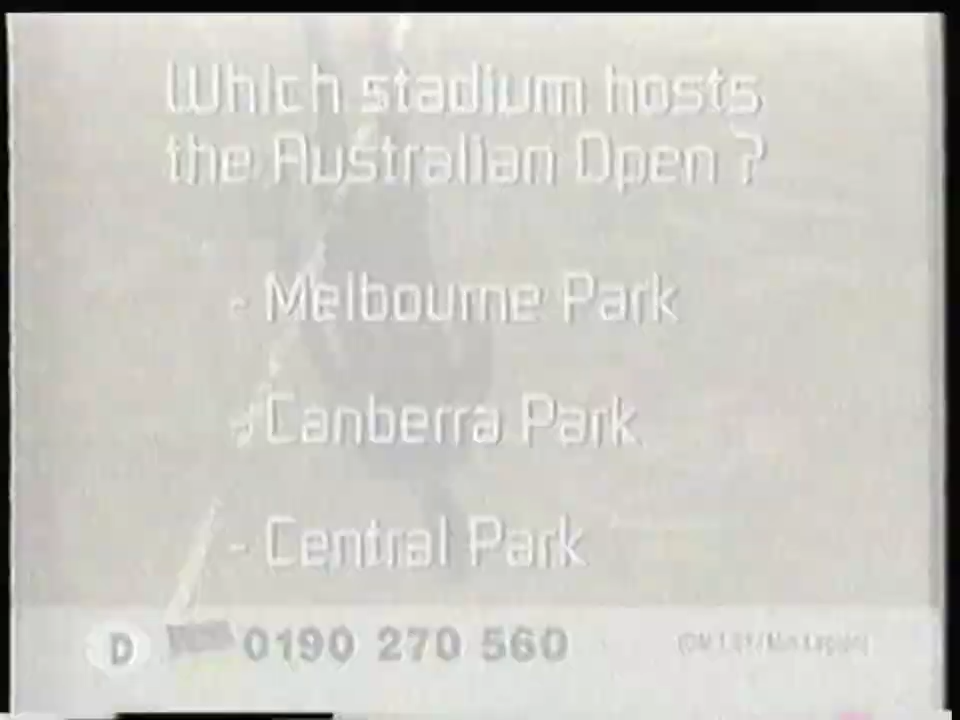 Which stadium hosts
the Australian Open ?
- Melbourne Park
- Canberra Park
- Central Park
D 0190 270 560